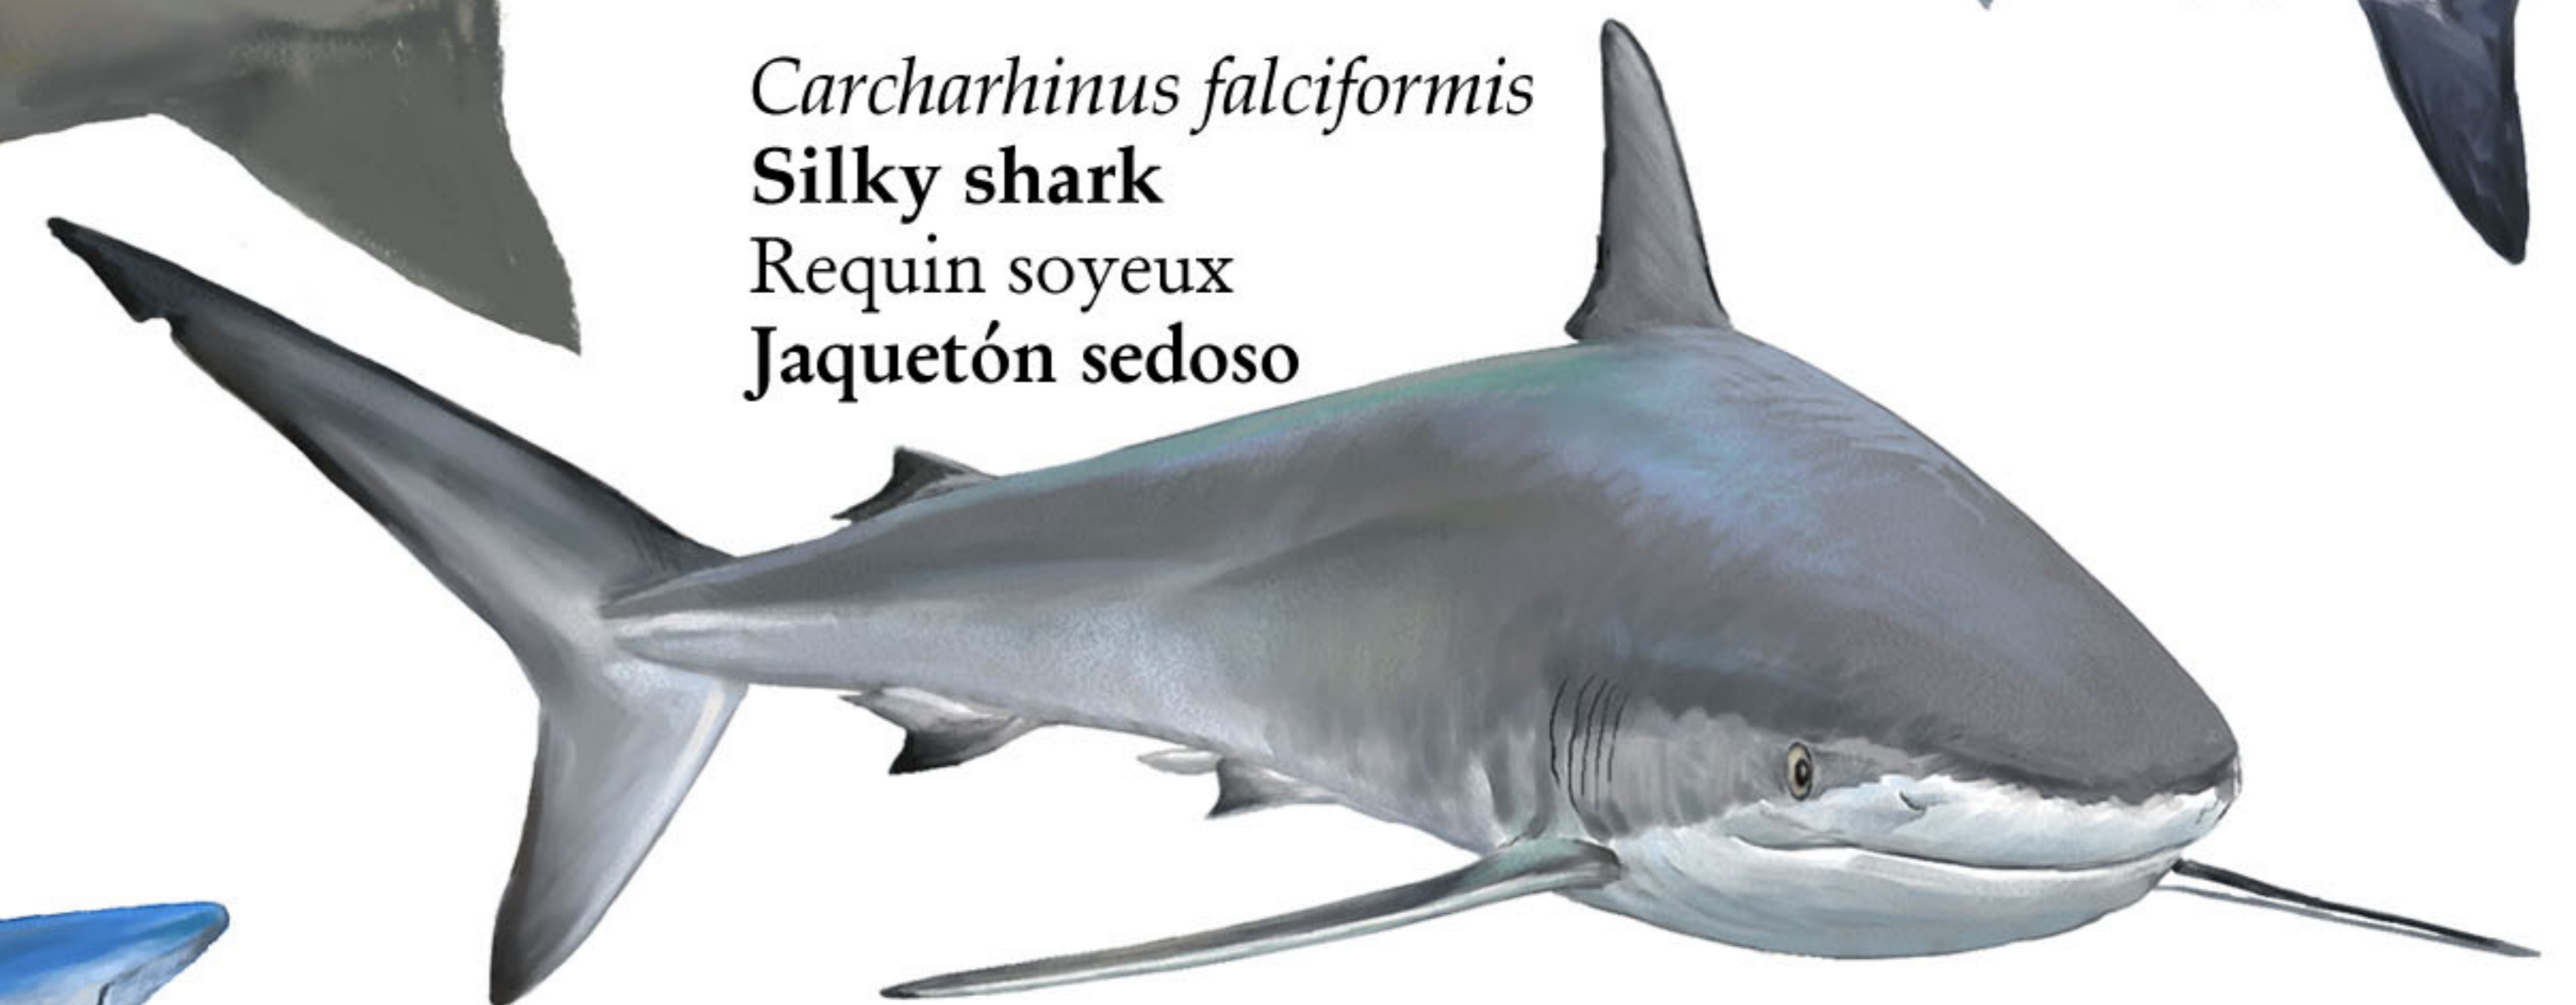 Carcharhinus falciformis
Silky shark
Requin soyeux
Jaquetón sedoso